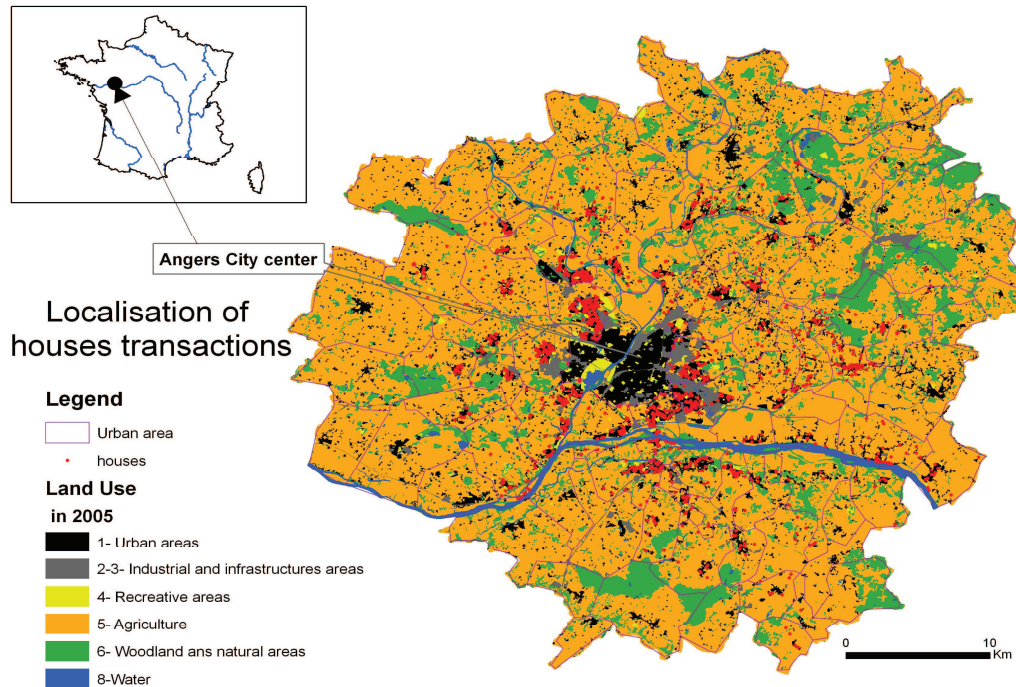 Angers City center
Localisation of
houses transactions
Legend
Urban area
houses
Land Use
in 2005
1- Urban areas
2-3- Industrial and infrastructures areas
4- Recreative areas
5- Agriculture
6- Woodland ans natural areas
8-Water
0 10
Km